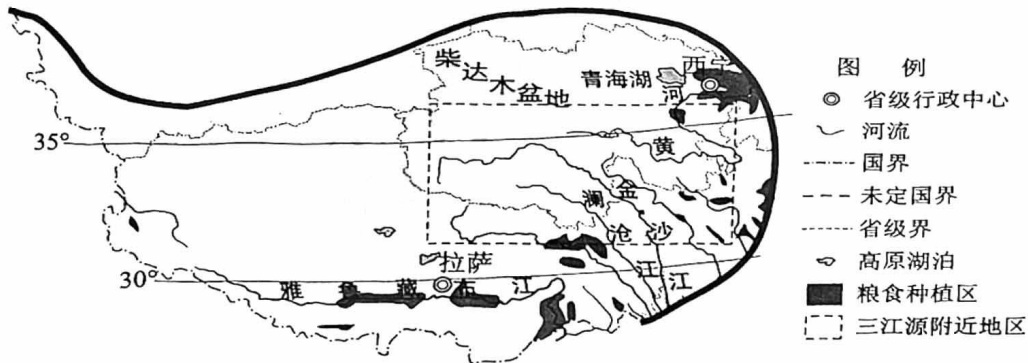 柴达木盆地
青海湖
西宁
河
黄
35°
澜
金
沧
沙
江
江
拉萨
30°
雅鲁藏布江
图 例
省级行政中心
河流
国界
未定国界
省级界
高原湖泊
粮食种植区
三江源附近地区